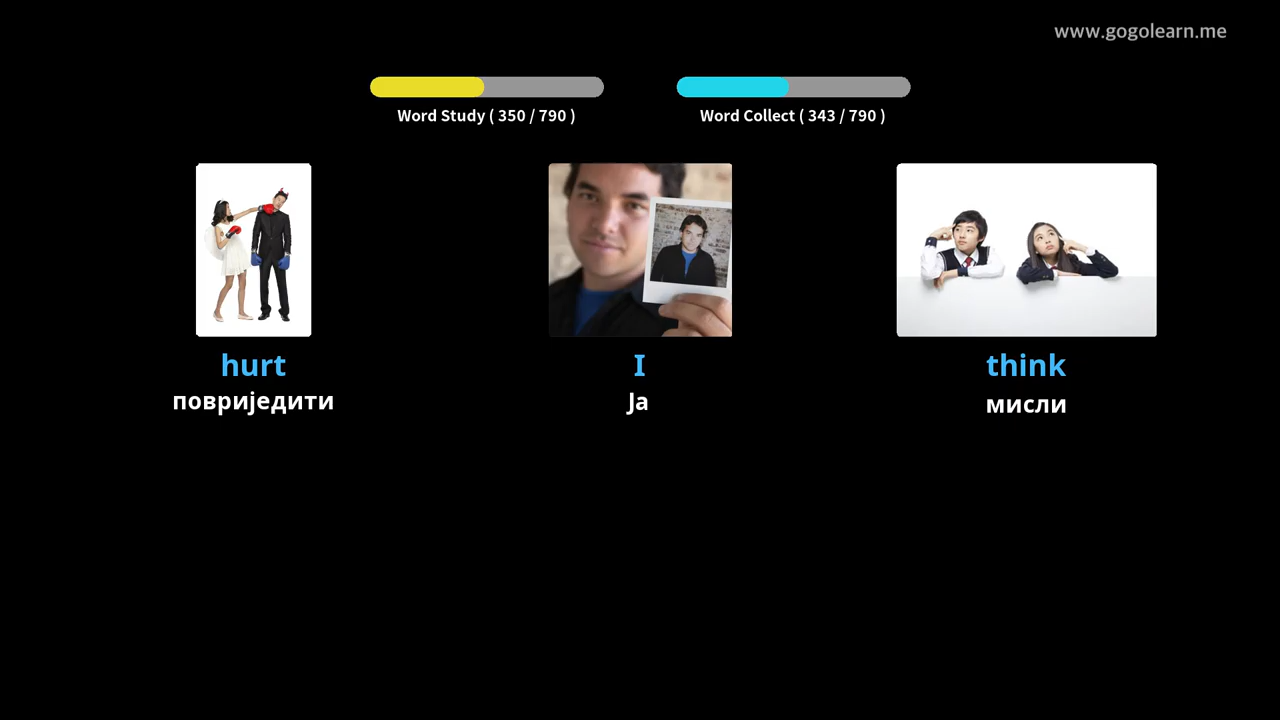 www.gogolearn.me
Word Study ( 350 / 790 )
Word Collect ( 343 / 790 )
hurt
повриједити
I
Ја
think
мисли